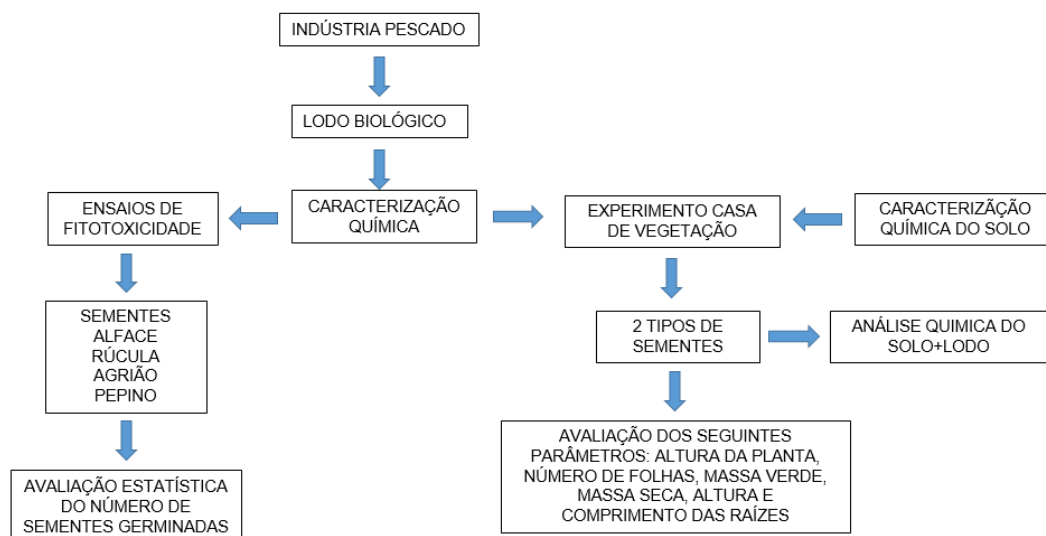 INDÚSTRIA PESCADO
LODO BIOLÓGICO
ENSAIOS DE
FITOTOXICIDADE
CARACTERIZAÇÃO
QUÍMICA
EXPERIMENTO CASA
DE VEGETAÇÃO
CARACTERIZÃÇÃO
QUÍMICA DO SOLO
SEMENTES
ALFACE
RÚCULA
AGRIÃO
PEPINO
2 TIPOS DE
SEMENTES
ANÁLISE QUIMICA DO
SOLO+LODO
AVALIAÇÃO ESTATÍSTICA
DO NÚMERO DE
SEMENTES GERMINADAS
AVALIAÇÃO DOS SEGUINTES
PARÂMETROS: ALTURA DA PLANTA,
NÚMERO DE FOLHAS, MASSA VERDE,
MASSA SECA, ALTURA E
COMPRIMENTO DAS RAÍZES